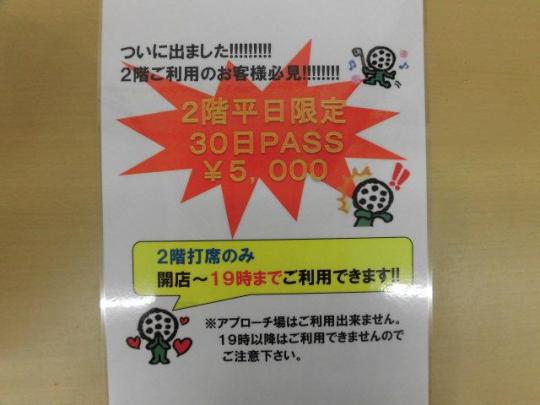 ついに出ました!!!!!!!!!
2階ご利用のお客様必見!!!!!!!!
2階平日限定
30日PASS
￥5,000
2階打席のみ
開店～19時までご利用できます!!
※アプローチ場はご利用出来ません。
19時以降はご利用できませんので
ご注意下さい。